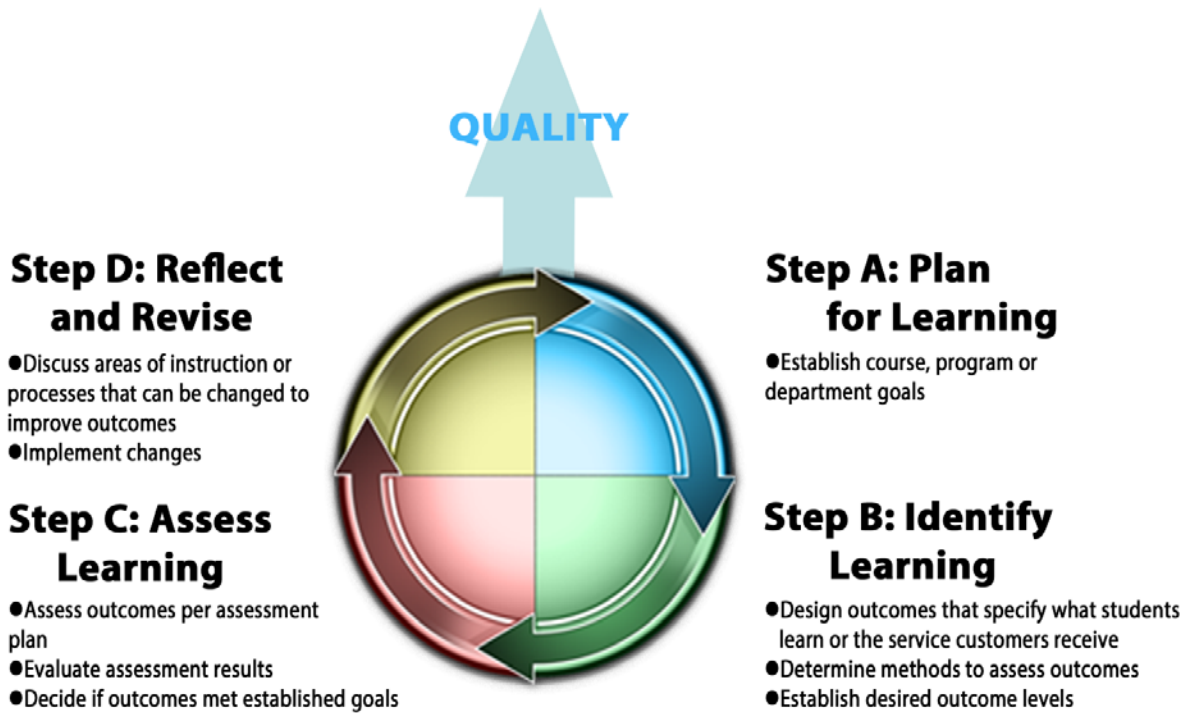 QUALITY
Step D: Reflect
and Revise
●Discuss areas of instruction or
processes that can be changed to
improve outcomes
●Implement changes
Step A: Plan
for Learning
●Establish course, program or
department goals
Step C: Assess
Learning
●Assess outcomes per assessment
plan
●Evaluate assessment results
●Decide if outcomes met established goals
Step B: Identify
Learning
●Design outcomes that specify what students
learn or the service customers receive
●Determine methods to assess outcomes
●Establish desired outcome levels